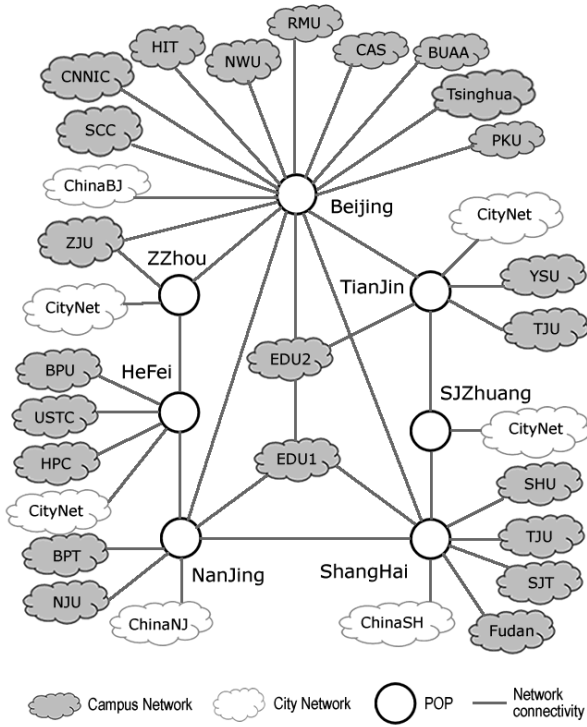 RMU
HIT
CAS
BUAA
NWU
CNNIC
Tsinghua
SCC
PKU
ChinaBJ
Beijing
CityNet
ZJU
ZZhou
YSU
TianJin
CityNet
TJU
EDU2
HeFei
BPU
SJZhuang
USTC
CityNet
EDU1
HPC
SHU
CityNet
TJU
BPT
NanJing
ShangHai
SJT
NJU
ChinaNJ
ChinaSH
Fudan
Campus Network
City Network
POP
Network
connectivity